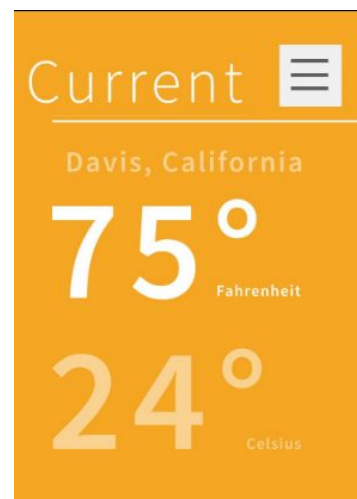 Current
Davis, California
75°
Fahrenheit
24°
Celsius